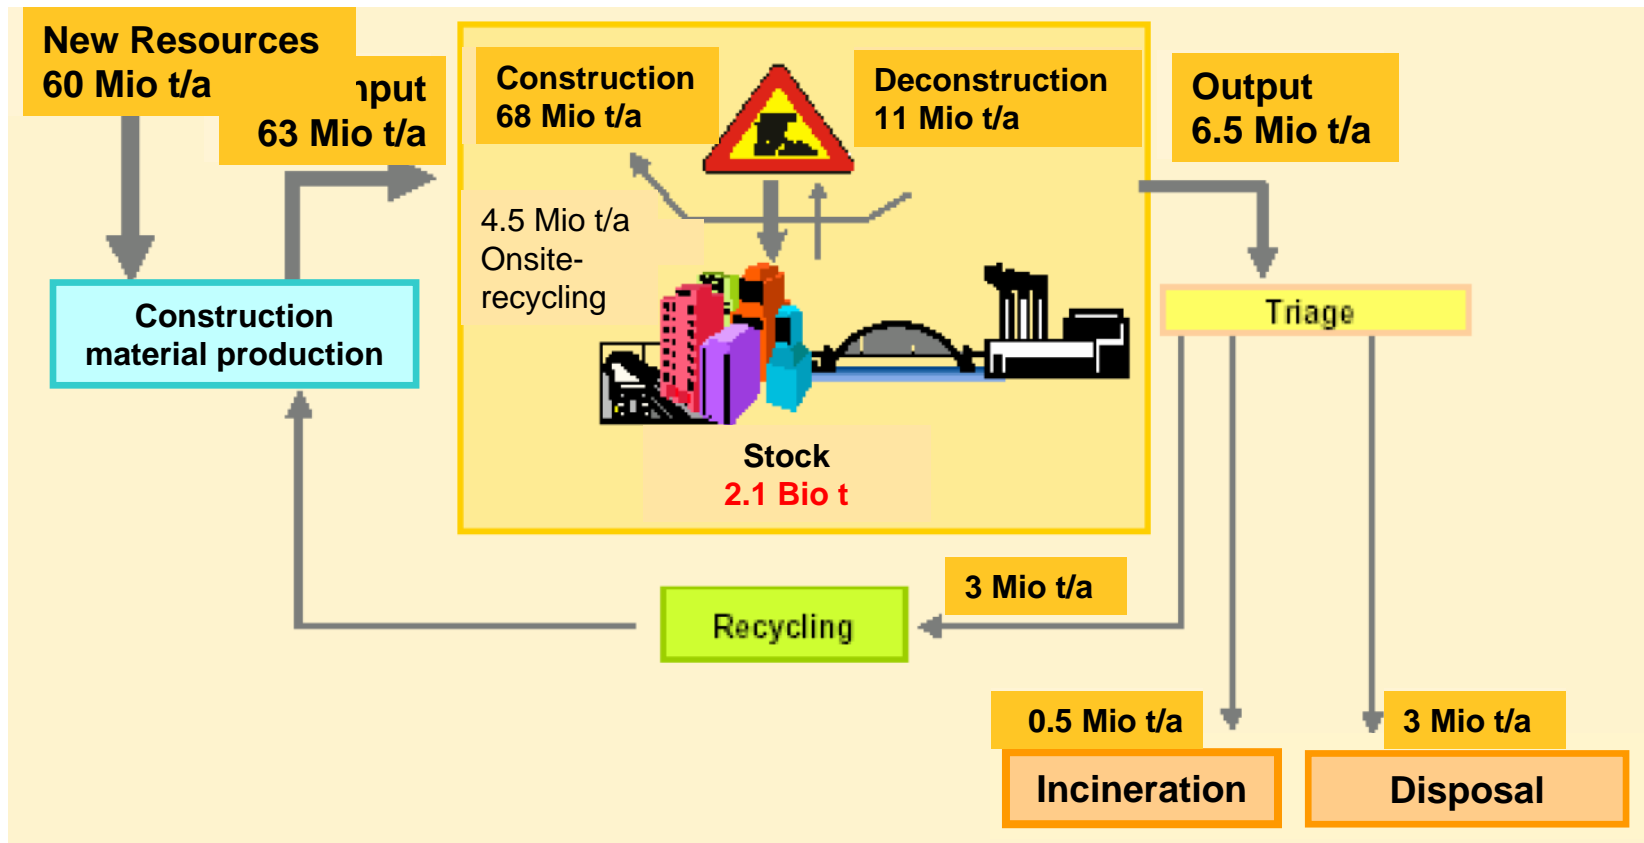 New Resources
60 Mio t/a
nput
63 Mio t/a
Construction
68 Mio t/a
Deconstruction
11 Mio t/a
Output
6.5 Mio t/a
4.5 Mio t/a
Onsite-
recycling
Construction
material production
Triage
Stock
2.1 Bio t
3 Mio t/a
Recycling
0.5 Mio t/a
3 Mio t/a
Incineration
Disposal